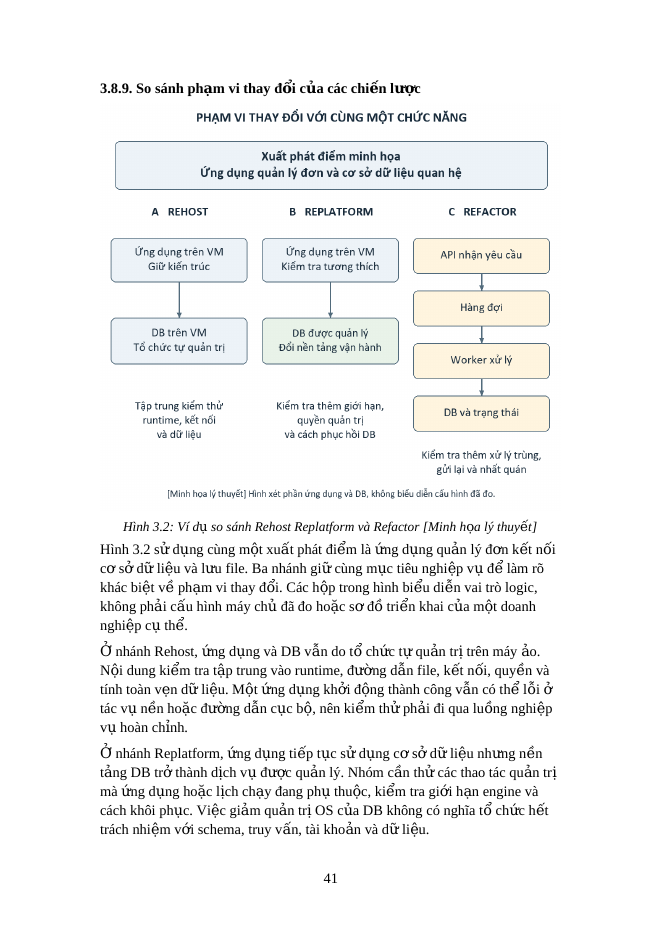 3.8.9. So sánh phạm vi thay đổi của các chiến lược
PHẠM VI THAY ĐỔI VỚI CÙNG MỘT CHỨC NĂNG
Xuất phát điểm minh họa
Ứng dụng quản lý đơn và cơ sở dữ liệu quan hệ
A REHOST
Ứng dụng trên VM
Giữ kiến trúc
DB trên VM
Tổ chức tự quản trị
Tập trung kiểm thử
runtime, kết nối
và dữ liệu
B REPLATFORM
Ứng dụng trên VM
Kiểm tra tương thích
DB được quản lý
Đổi nền tảng vận hành
Kiểm tra thêm giới hạn,
quyền quản trị
và cách phục hồi DB
C REFACTOR
API nhận yêu cầu
Hàng đợi
Worker xử lý
DB và trạng thái
Kiểm tra thêm xử lý trùng,
gửi lại và nhất quán
[Minh họa lý thuyết] Hình xét phần ứng dụng và DB, không biểu diễn cấu hình đã đo.
Hình 3.2: Ví dụ so sánh Rehost Replatform và Refactor [Minh họa lý thuyết]
Hình 3.2 sử dụng cùng một xuất phát điểm là ứng dụng quản lý đơn kết nối
cơ sở dữ liệu và lưu file. Ba nhánh giữ cùng mục tiêu nghiệp vụ để làm rõ
khác biệt về phạm vi thay đổi. Các hộp trong hình biểu diễn vai trò logic,
không phải cấu hình máy chủ đã đo hoặc sơ đồ triển khai của một doanh
nghiệp cụ thể.
Ở nhánh Rehost, ứng dụng và DB vẫn do tổ chức tự quản trị trên máy ảo.
Nội dung kiểm tra tập trung vào runtime, đường dẫn file, kết nối, quyền và
tính toàn vẹn dữ liệu. Một ứng dụng khởi động thành công vẫn có thể lỗi ở
tác vụ nền hoặc đường dẫn cục bộ, nên kiểm thử phải đi qua luồng nghiệp
vụ hoàn chỉnh.
Ở nhánh Replatform, ứng dụng tiếp tục sử dụng cơ sở dữ liệu nhưng nền
tảng DB trở thành dịch vụ được quản lý. Nhóm cần thử các thao tác quản trị
mà ứng dụng hoặc lịch chạy đang phụ thuộc, kiểm tra giới hạn engine và
cách khôi phục. Việc giảm quản trị OS của DB không có nghĩa tổ chức hết
trách nhiệm với schema, truy vấn, tài khoản và dữ liệu.
41